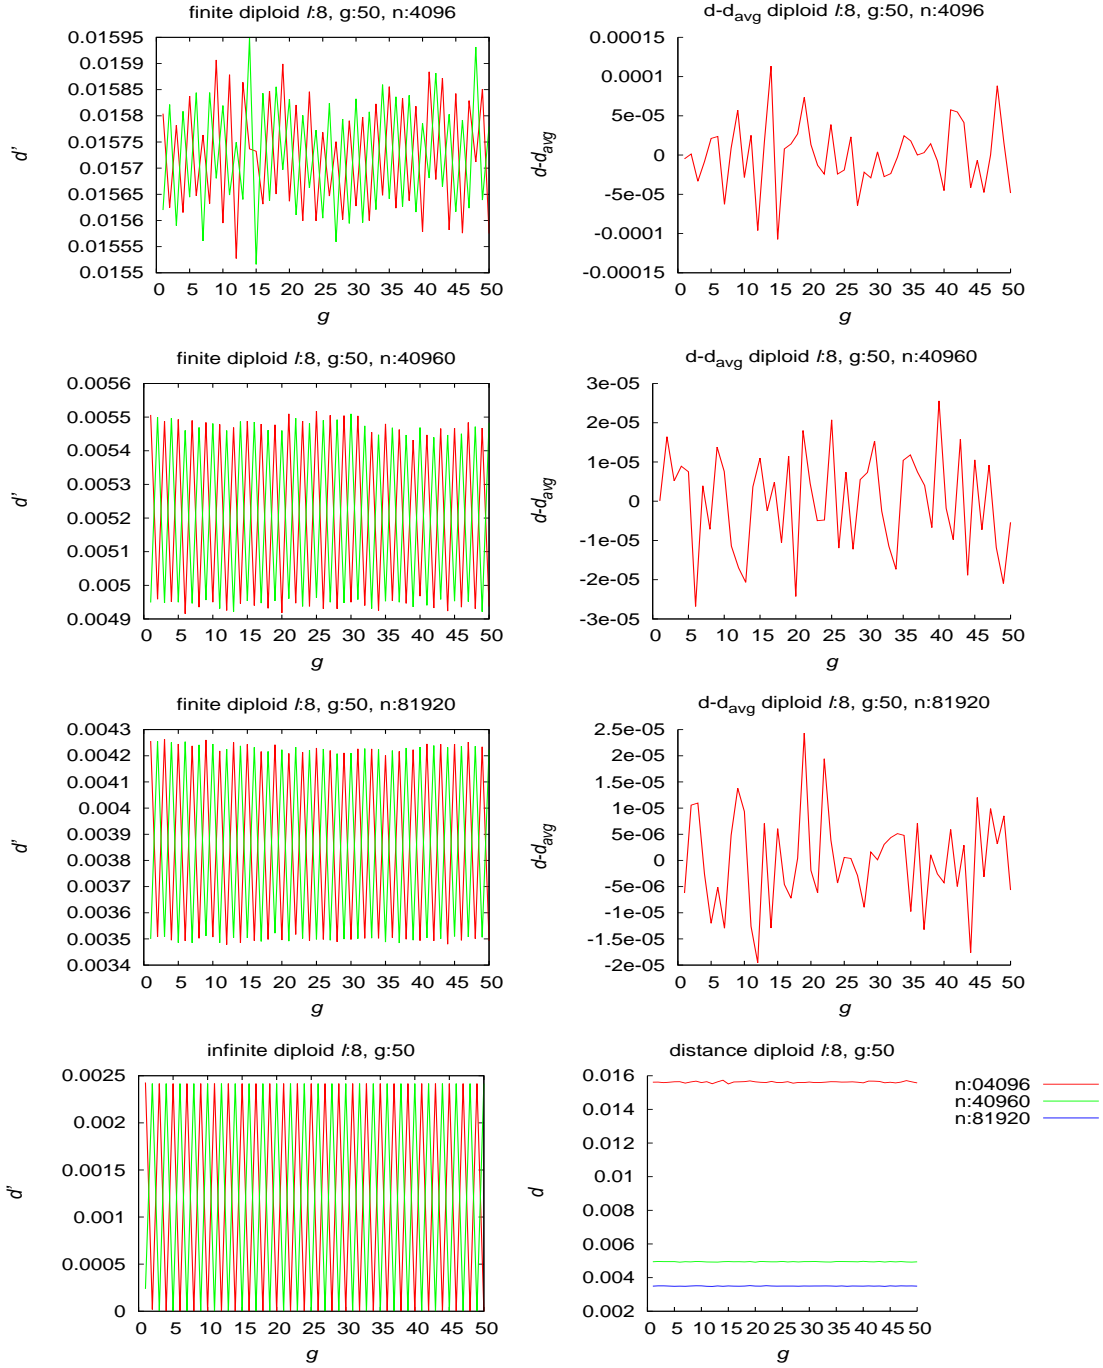 finite diploid l:8, g:50, n:4096
0.01595
0.0159
0.01585
0.0158
0.01575
0.0157
0.01565
0.0156
0.01555
0.0155
d'
0 5 10 15 20 25 30 35 40 45 50
g
d-davg diploid l:8, g:50, n:4096
0.00015
0.0001
5e-05
0
-5e-05
-0.0001
-0.00015
d-davg
0 5 10 15 20 25 30 35 40 45 50
g
finite diploid l:8, g:50, n:40960
0.0056
0.0055
0.0054
0.0053
0.0052
0.0051
0.005
0.0049
d'
0 5 10 15 20 25 30 35 40 45 50
g
d-davg diploid l:8, g:50, n:40960
3e-05
2e-05
1e-05
0
-1e-05
-2e-05
-3e-05
d-davg
0 5 10 15 20 25 30 35 40 45 50
g
finite diploid l:8, g:50, n:81920
0.0043
0.0042
0.0041
0.004
0.0039
0.0038
0.0037
0.0036
0.0035
0.0034
d'
0 5 10 15 20 25 30 35 40 45 50
g
d-davg diploid l:8, g:50, n:81920
2.5e-05
2e-05
1.5e-05
1e-05
5e-06
0
-5e-06
-1e-05
-1.5e-05
-2e-05
d-davg
0 5 10 15 20 25 30 35 40 45 50
g
infinite diploid l:8, g:50
0.0025
0.002
0.0015
0.001
0.0005
0
d'
0 5 10 15 20 25 30 35 40 45 50
g
distance diploid l:8, g:50
0.016
0.014
0.012
0.01
0.008
0.006
0.004
0.002
d
0 5 10 15 20 25 30 35 40 45 50
g
n:04096
n:40960
n:81920